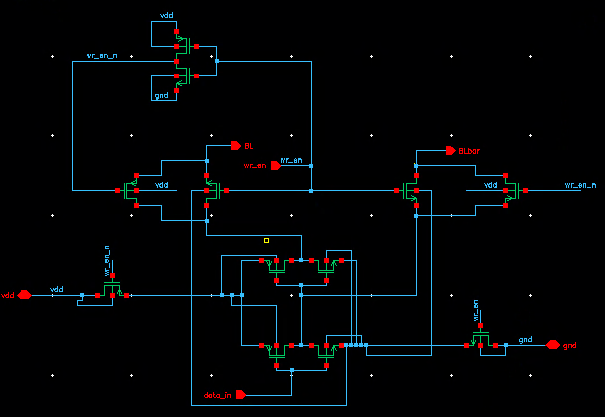 vdd
wr_en_n
gnd
BL
BLbar
wr_en
wr_en
vdd
vdd
wr_en_n
wr_en_n
vdd
vdd
wr_en
gnd
gnd
data_in